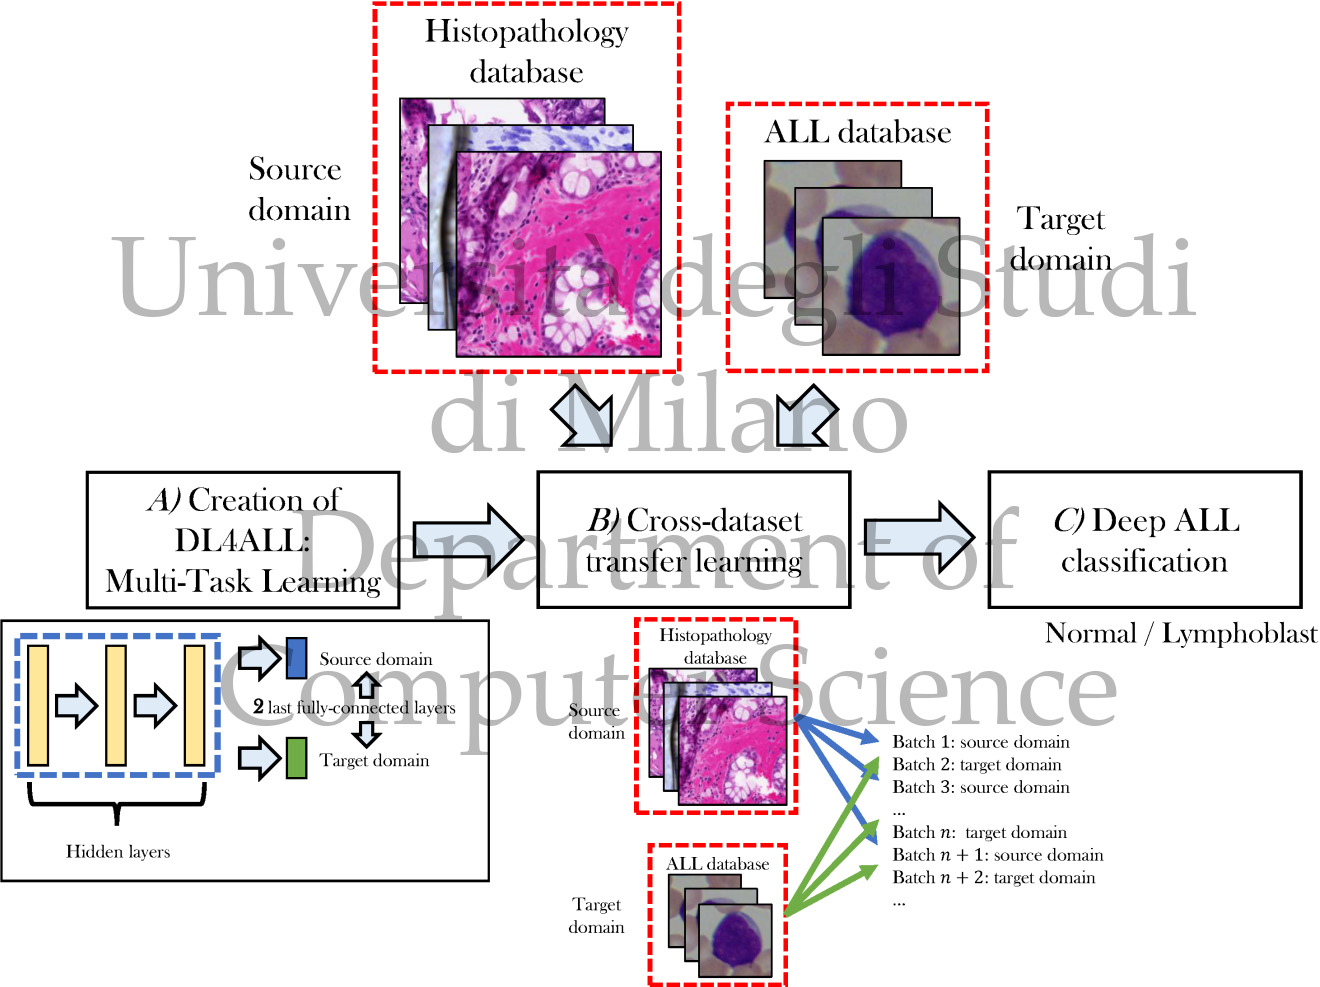 Histopathology
database
ALL database
Source
domain
Target
domain
Università degli Studi
di Milano
Department of
Computer Science
A) Creation of
DL4ALL:
Multi-Task Learning
B) Cross-dataset
transfer learning
C) Deep ALL
classification
Normal / Lymphoblast
Source domain
2 last fully-connected layers
Target domain
Hidden layers
Histopathology
database
Source
domain
ALL database
Target
domain
Batch 1: source domain
Batch 2: target domain
Batch 3: source domain
...
Batch n: target domain
Batch n + 1: source domain
Batch n + 2: target domain
...